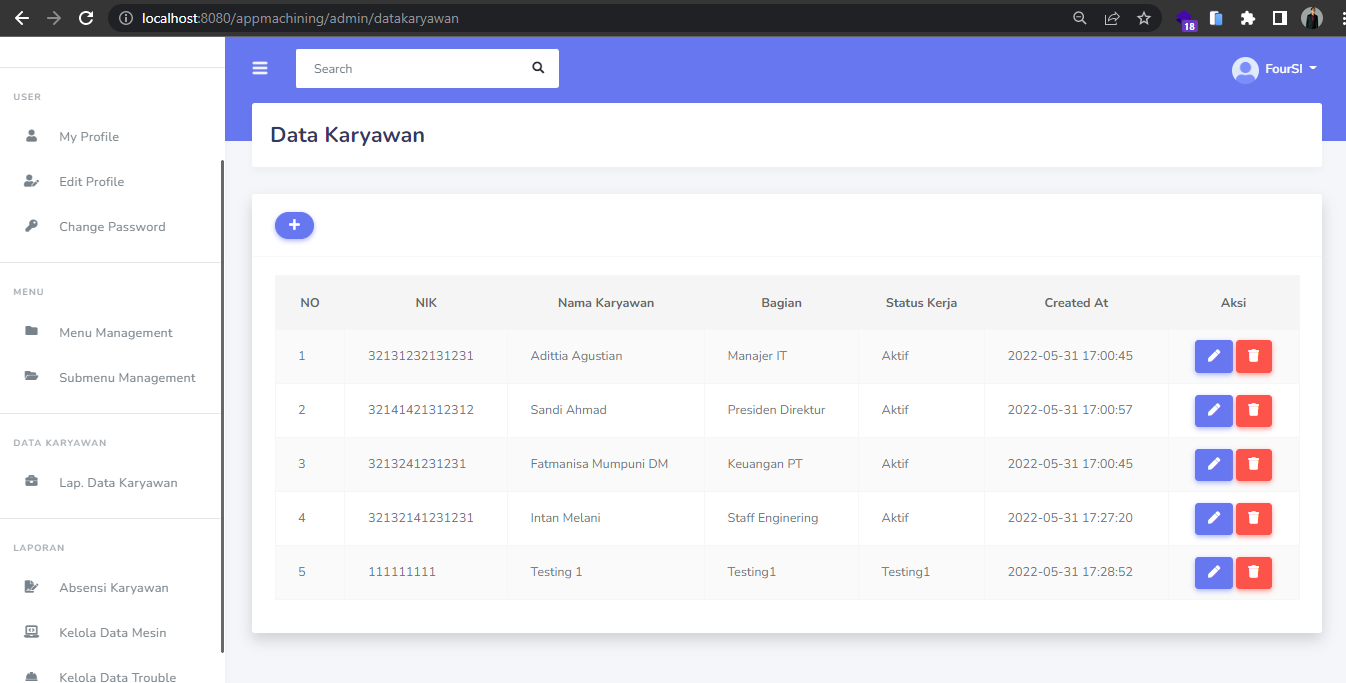 localhost:8080/appmachining/admin/datakaryawan
18
Search
FourSI
USER
My Profile
Edit Profile
Change Password
MENU
Menu Management
Submenu Management
DATA KARYAWAN
Lap. Data Karyawan
LAPORAN
Absensi Karyawan
Kelola Data Mesin
Kelola Data Trouble
Data Karyawan
+
NO NIK Nama Karyawan Bagian Status Kerja Created At Aksi
1 32131232131231 Adittia Agustian Manajer IT Aktif 2022-05-31 17:00:45
2 32141421312312 Sandi Ahmad Presiden Direktur Aktif 2022-05-31 17:00:57
3 3213241231231 Fatmanisa Mumpuni DM Keuangan PT Aktif 2022-05-31 17:00:45
4 32132141231231 Intan Melani Staff Enginering Aktif 2022-05-31 17:27:20
5 111111111 Testing 1 Testing1 Testing1 2022-05-31 17:28:52